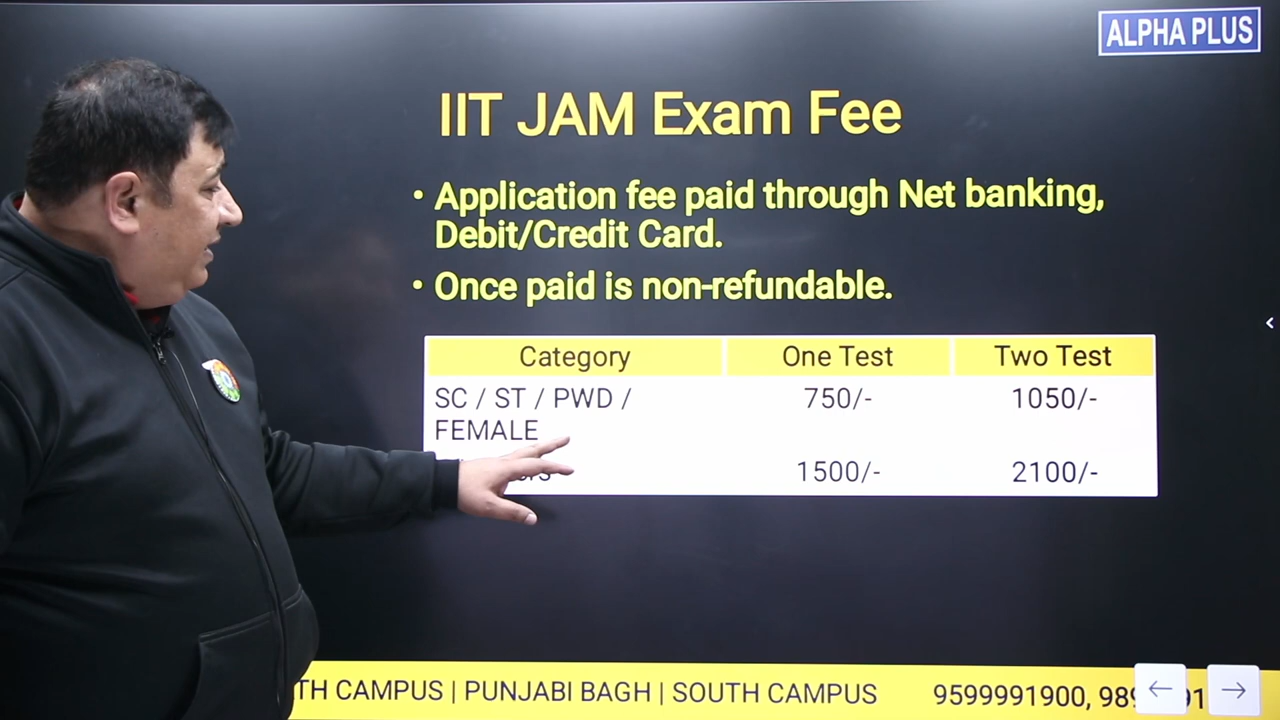 ALPHA PLUS
IIT JAM Exam Fee
• Application fee paid through Net banking,
Debit/Credit Card.
• Once paid is non-refundable.
Category One Test Two Test
SC / ST / PWD / 750/- 1050/-
FEMALE
1500/- 2100/-
CAMPUS | PUNJABI BAGH | SOUTH CAMPUS 9599991900,